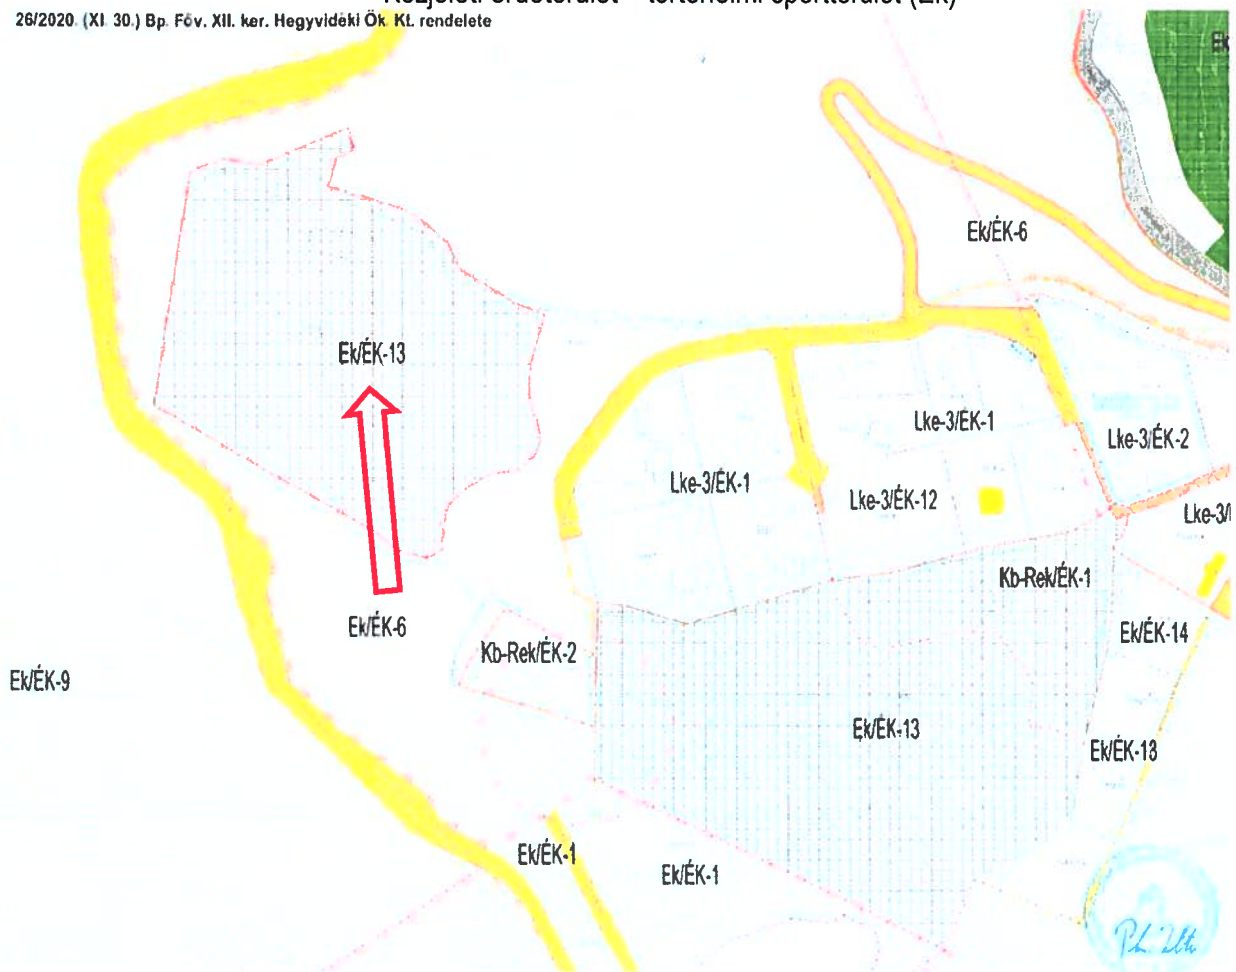 26/2020. (XI. 30.) Bp. Főv. XII. ker. Hegyvidéki Ök. Kt. rendelete
Ek/ÉK-6
Ek/ÉK-13
Lke-3/ÉK-1
Lke-3/ÉK-2
Lke-3/ÉK-1
Lke-3/ÉK-12
Lke-3/
Kb-Rek/ÉK-1
Ek/ÉK-6
Ek/ÉK-14
Kb-Rek/ÉK-2
Ek/ÉK-9
Ek/ÉK-13
Ek/ÉK-13
Ek/ÉK-1
Ek/ÉK-1